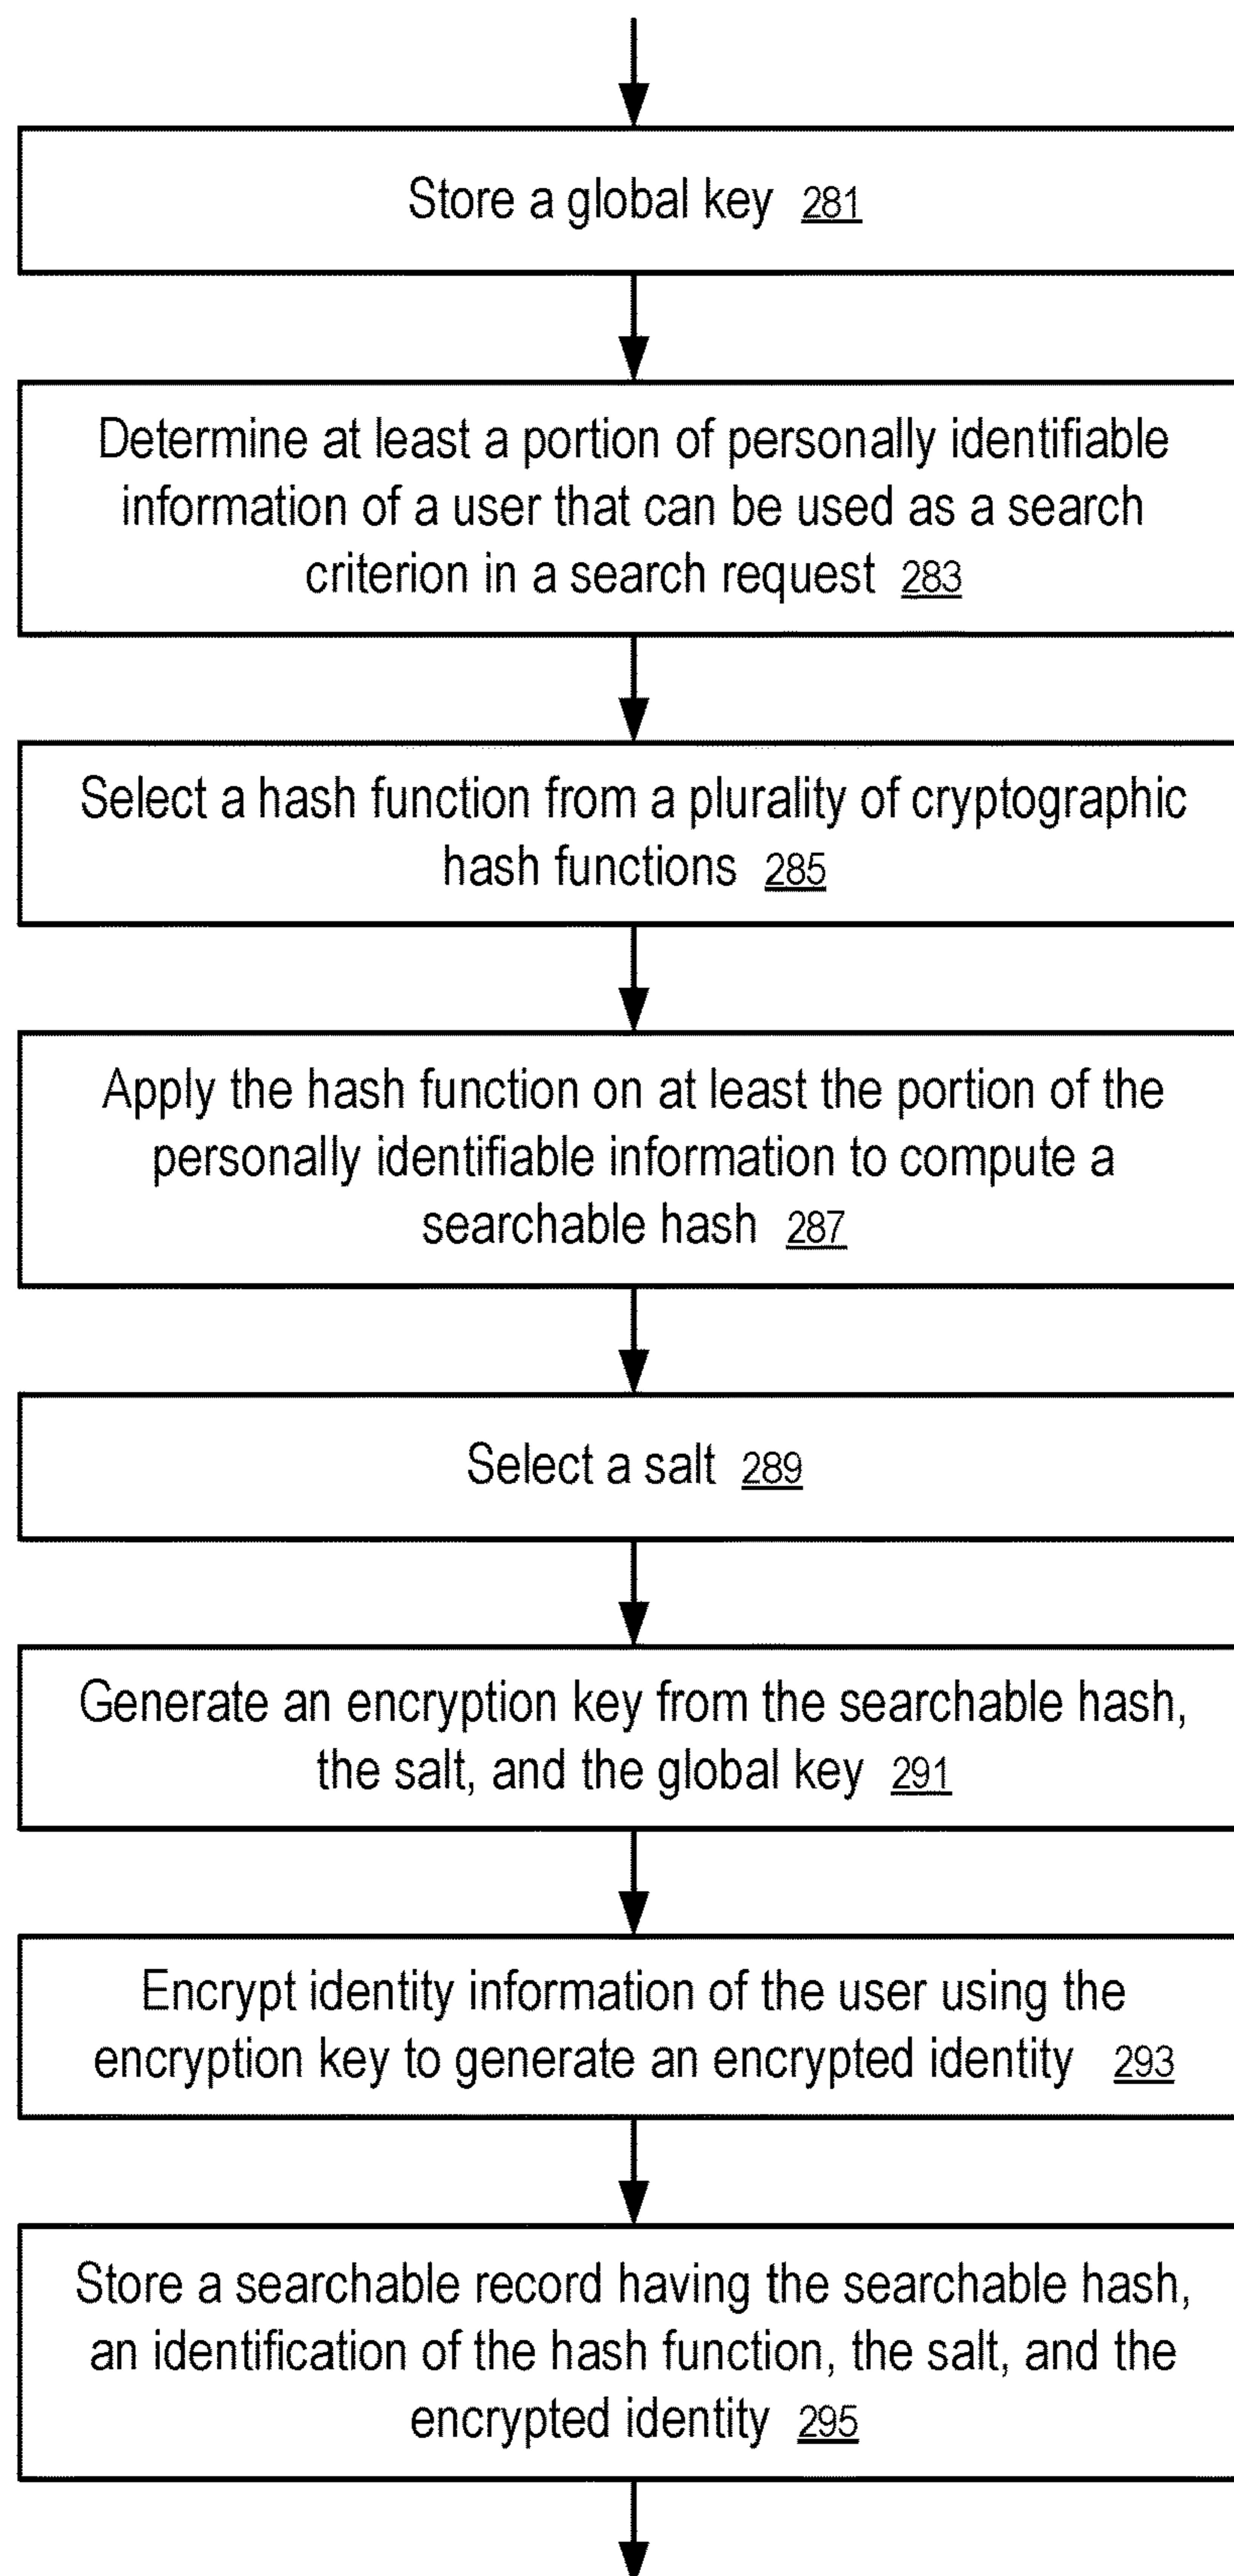 Store a global key 281
Determine at least a portion of personally identifiable
information of a user that can be used as a search
criterion in a search request 283
Select a hash function from a plurality of cryptographic
hash functions 285
Apply the hash function on at least the portion of the
personally identifiable information to compute a
searchable hash 287
Select a salt 289
Generate an encryption key from the searchable hash,
the salt, and the global key 291
Encrypt identity information of the user using the
encryption key to generate an encrypted identity 293
Store a searchable record having the searchable hash,
an identification of the hash function, the salt, and the
encrypted identity 295